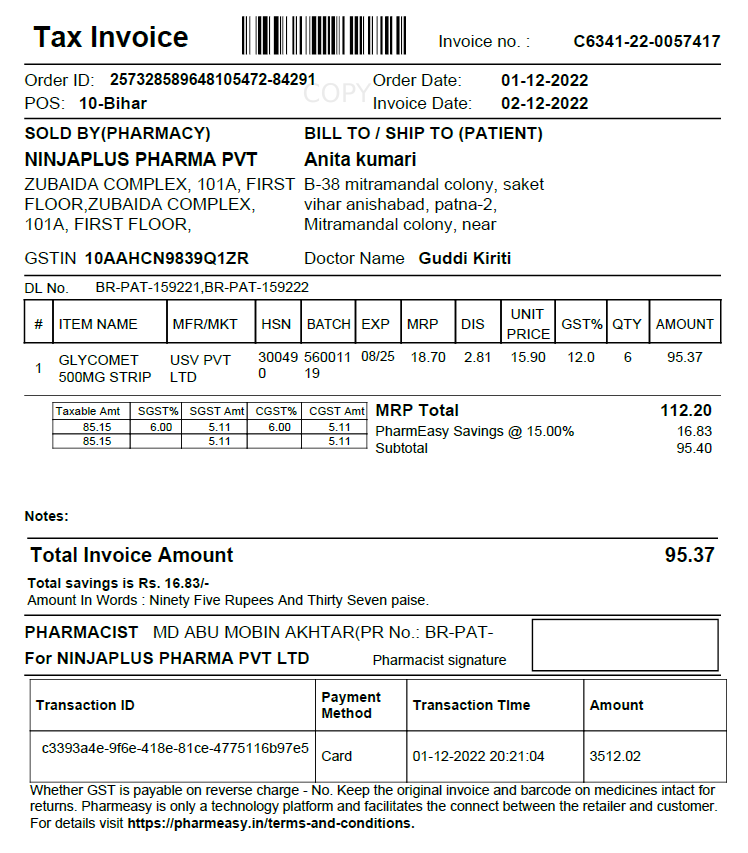 Tax Invoice
Invoice no. : C6341-22-0057417
Order ID: 257328589648105472-84291 Order Date: 01-12-2022
COPY
POS: 10-Bihar Invoice Date: 02-12-2022
SOLD BY(PHARMACY) BILL TO / SHIP TO (PATIENT)
NINJAPLUS PHARMA PVT Anita kumari
ZUBAIDA COMPLEX, 101A, FIRST B-38 mitramandal colony, saket
FLOOR,ZUBAIDA COMPLEX, vihar anishabad, patna-2,
101A, FIRST FLOOR, Mitramandal colony, near
GSTIN 10AAHCN9839Q1ZR Doctor Name Guddi Kiriti
DL No. BR-PAT-159221,BR-PAT-159222
# ITEM NAME MFR/MKT HSN BATCH EXP MRP DIS UNIT PRICE GST% QTY AMOUNT
1 GLYCOMET USV PVT 30049 560011 08/25 18.70 2.81 15.90 12.0 6 95.37
500MG STRIP LTD 0 19
Taxable Amt SGST% SGST Amt CGST% CGST Amt
85.15 6.00 5.11 6.00 5.11
85.15 5.11 5.11
MRP Total 112.20
PharmEasy Savings @ 15.00% 16.83
Subtotal 95.40
Notes:
Total Invoice Amount 95.37
Total savings is Rs. 16.83/-
Amount In Words : Ninety Five Rupees And Thirty Seven paise.
PHARMACIST MD ABU MOBIN AKHTAR(PR No.: BR-PAT-
For NINJAPLUS PHARMA PVT LTD Pharmacist signature
Transaction ID Payment Method Transaction TIme Amount
c3393a4e-9f6e-418e-81ce-4775116b97e5 Card 01-12-2022 20:21:04 3512.02
Whether GST is payable on reverse charge - No. Keep the original invoice and barcode on medicines intact for
returns. Pharmeasy is only a technology platform and facilitates the connect between the retailer and customer.
For details visit https://pharmeasy.in/terms-and-conditions.